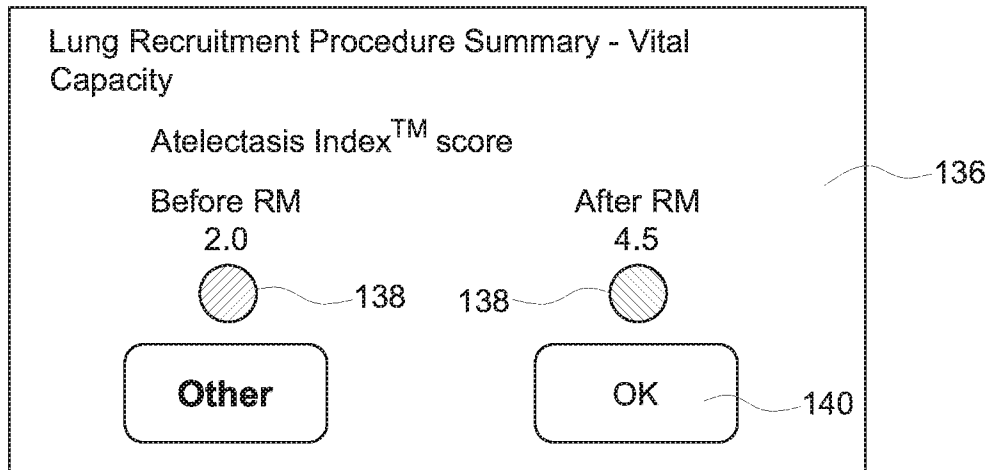 Lung Recruitment Procedure Summary - Vital
Capacity
Atelectasis Index™ score
Before RM
After RM
2.0
4.5
136
138
138
Other
OK
140